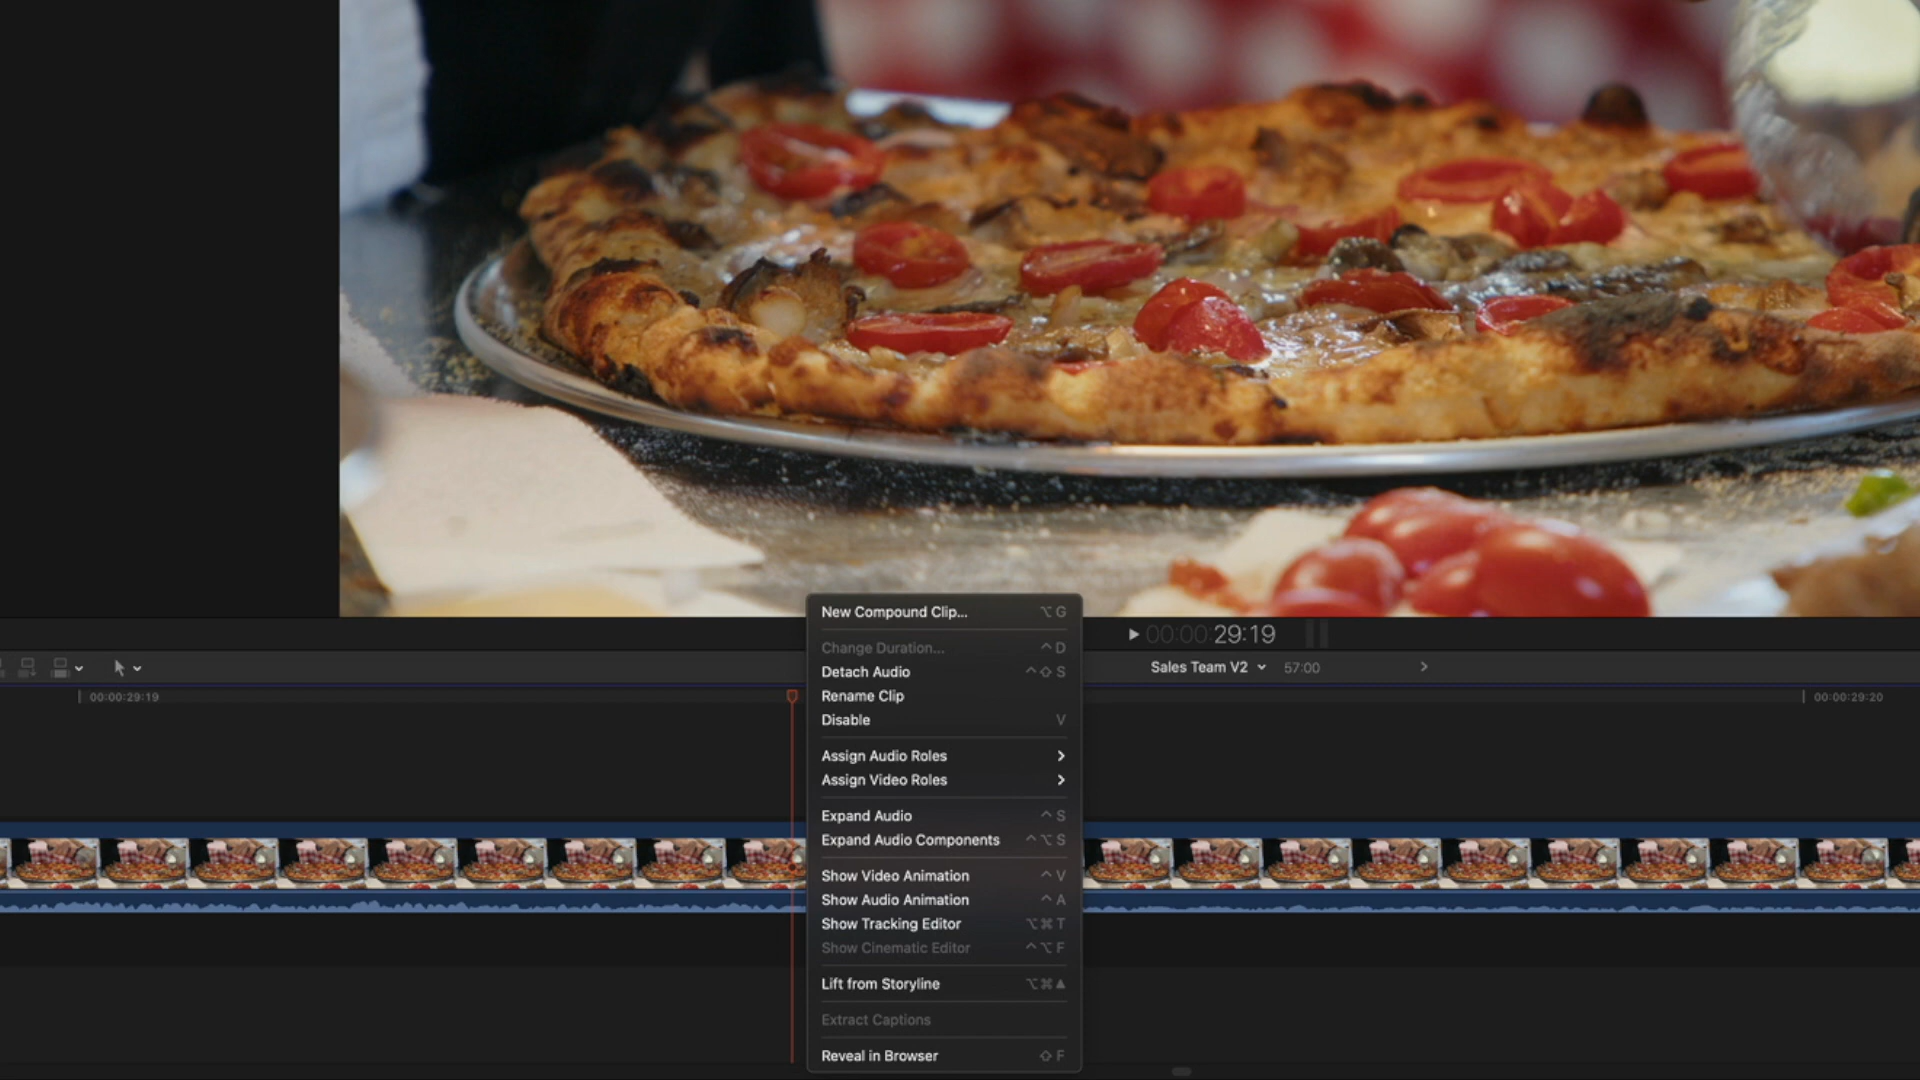 New Compound Clip... ⌥ G
00:00:29:19
Change Duration... ^ D
Sales Team V2 57:00
Detach Audio ^ ⇧ S
00:00:29:19
Rename Clip
00:00:29:20
Disable V
Assign Audio Roles
Assign Video Roles
Expand Audio ^ S
Expand Audio Components ^ ⌥ S
Show Video Animation ^ V
Show Audio Animation ^ A
Show Tracking Editor ⌥ ⌘ T
Show Cinematic Editor ^ ⌥ F
Lift from Storyline ⌥ ⌘ ▲
Extract Captions
Reveal in Browser ⇧ F